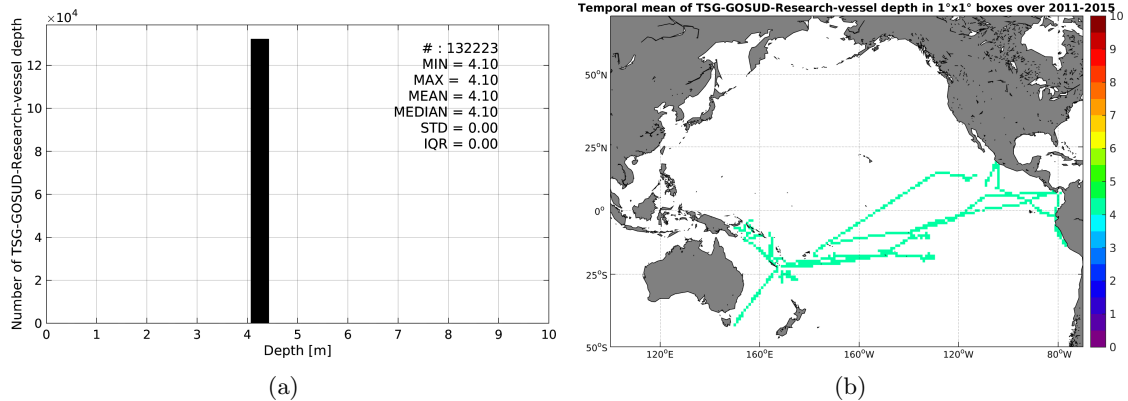 ×10⁴
Number of TSG-GOSUD-Research-vessel depth
12
10
8
6
4
2
0
# : 132223
MIN = 4.10
MAX = 4.10
MEAN = 4.10
MEDIAN = 4.10
STD = 0.00
IQR = 0.00
0 1 2 3 4 5 6 7 8 9 10
Depth [m]
(a)
Temporal mean of TSG-GOSUD-Research-vessel depth in 1°x1° boxes over 2011-2015
50°N
25°N
0°
25°S
50°S
120°E 160°E 160°W 120°W 80°W
10
9
8
7
6
5
4
3
2
1
0
(b)